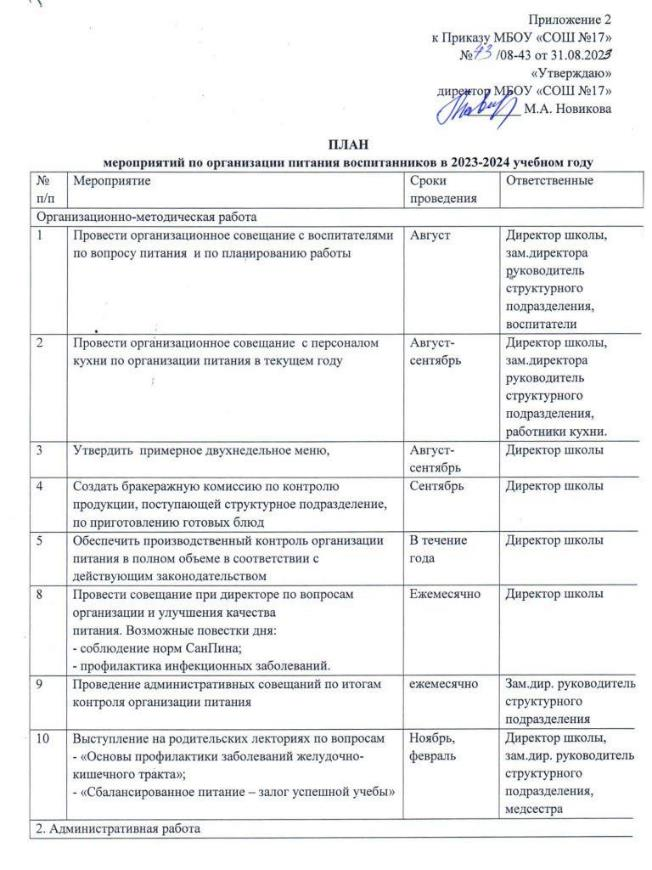 Приложение 2
к Приказу МБОУ «СОШ №17»
№73 /08-43 от 31.08.2023
«Утверждаю»
директор МБОУ «СОШ №17»
М.А. Новикова
ПЛАН
мероприятий по организации питания воспитанников в 2023-2024 учебном году
№ Мероприятие Сроки Ответственные
п/п проведения
Организационно-методическая работа
1 Провести организационное совещание с воспитателями Август Директор школы,
по вопросу питания и по планированию работы зам.директора
руководитель
структурного
подразделения,
воспитатели
2 Провести организационное совещание с персоналом Август- Директор школы,
кухни по организации питания в текущем году сентябрь зам.директора
руководитель
структурного
подразделения,
работники кухни.
3 Утвердить примерное двухнедельное меню, Август- Директор школы
сентябрь
4 Создать бракеражную комиссию по контролю Сентябрь Директор школы
продукции, поступающей структурное подразделение,
по приготовлению готовых блюд
5 Обеспечить производственный контроль организации В течение Директор школы
питания в полном объеме в соответствии с года
действующим законодательством
8 Провести совещание при директоре по вопросам Ежемесячно Директор школы
организации и улучшения качества
питания. Возможные повестки дня:
- соблюдение норм СанПина;
- профилактика инфекционных заболеваний.
9 Проведение административных совещаний по итогам ежемесячно Зам.дир. руководитель
контроля организации питания структурного
подразделения
10 Выступление на родительских лекториях по вопросам Ноябрь, Директор школы,
- «Основы профилактики заболеваний желудочно- февраль зам.дир. руководитель
кишечного тракта»; структурного
- «Сбалансированное питание – залог успешной учебы» подразделения,
медсестра
2. Административная работа